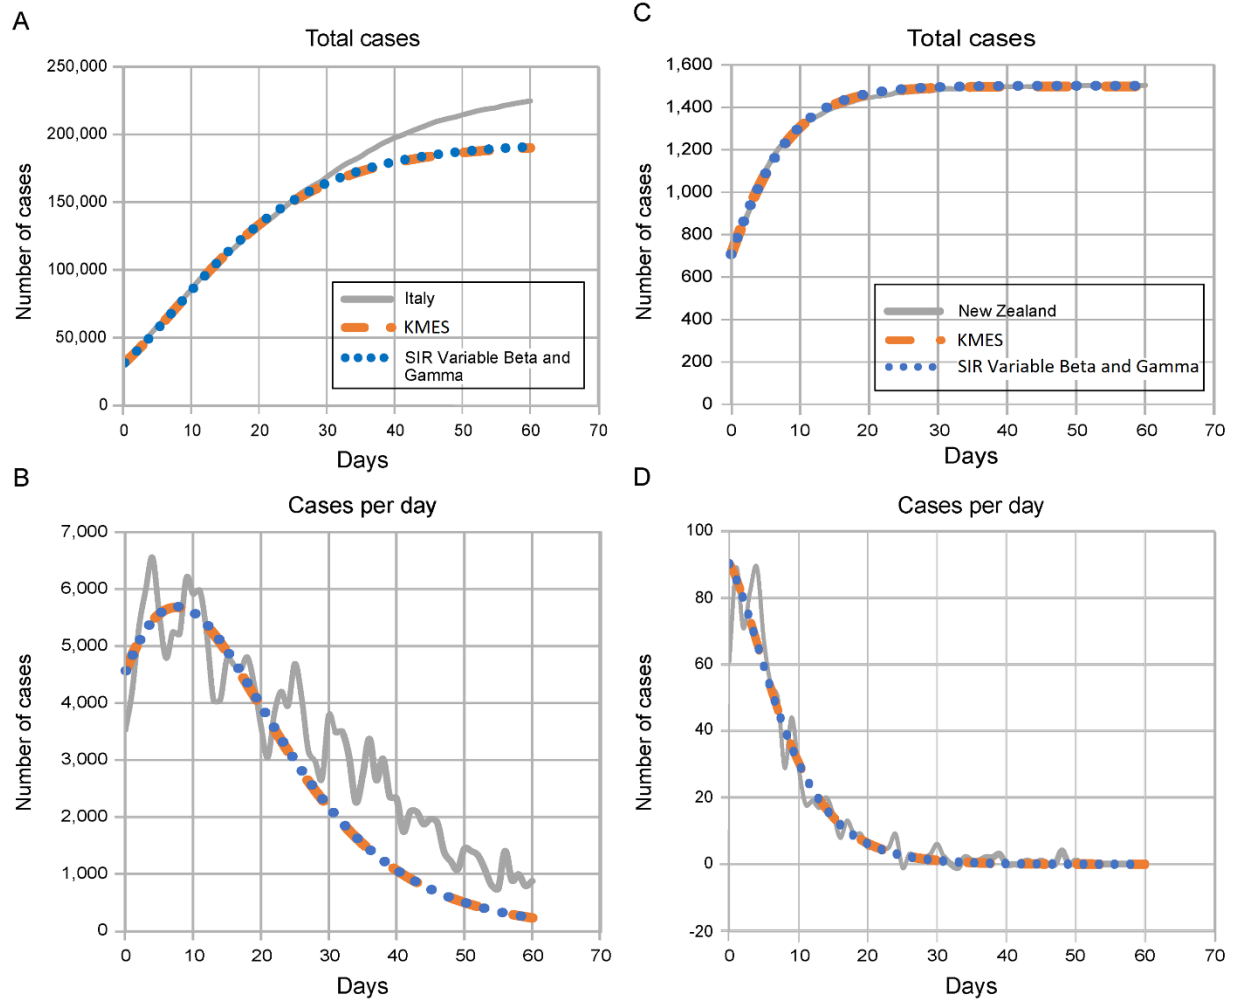 A
Total cases
Number of cases
250,000
200,000
150,000
100,000
50,000
0
0 10 20 30 40 50 60 70
Days
Italy
KMES
SIR Variable Beta and
Gamma
C
Total cases
Number of cases
1,600
1,400
1,200
1,000
800
600
400
200
0
0 10 20 30 40 50 60 70
Days
New Zealand
KMES
SIR Variable Beta and Gamma
B
Cases per day
Number of cases
7,000
6,000
5,000
4,000
3,000
2,000
1,000
0
0 10 20 30 40 50 60 70
Days
D
Cases per day
Number of cases
100
80
60
40
20
0
-20
0 10 20 30 40 50 60 70
Days